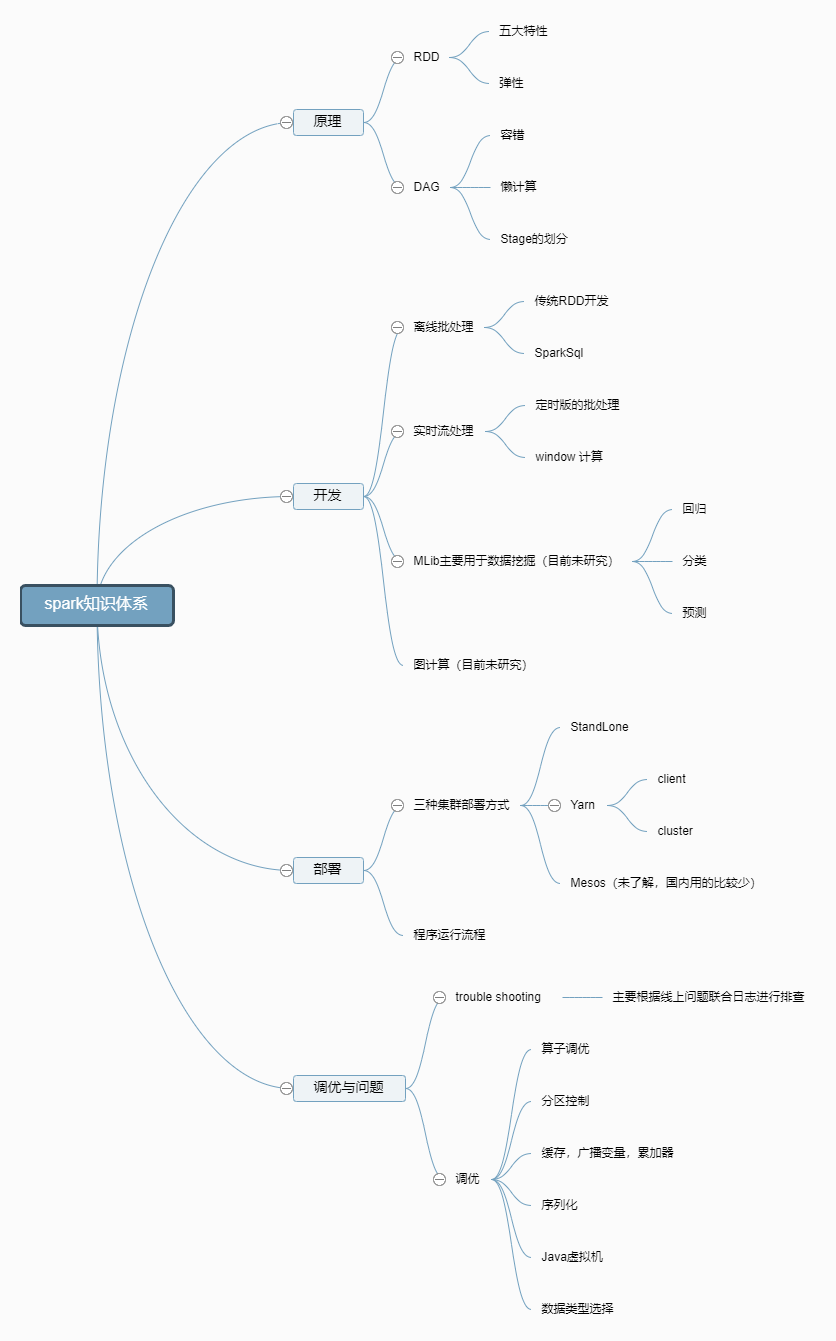 spark知识体系
原理
RDD
五大特性
弹性
DAG
容错
懒计算
Stage的划分
开发
离线批处理
传统RDD开发
SparkSql
实时流处理
定时版的批处理
window 计算
MLib主要用于数据挖掘（目前未研究）
回归
分类
预测
图计算（目前未研究）
部署
三种集群部署方式
StandLone
Yarn
client
cluster
Mesos（未了解，国内用的比较少）
程序运行流程
调优与问题
trouble shooting
主要根据线上问题联合日志进行排查
调优
算子调优
分区控制
缓存，广播变量，累加器
序列化
Java虚拟机
数据类型选择